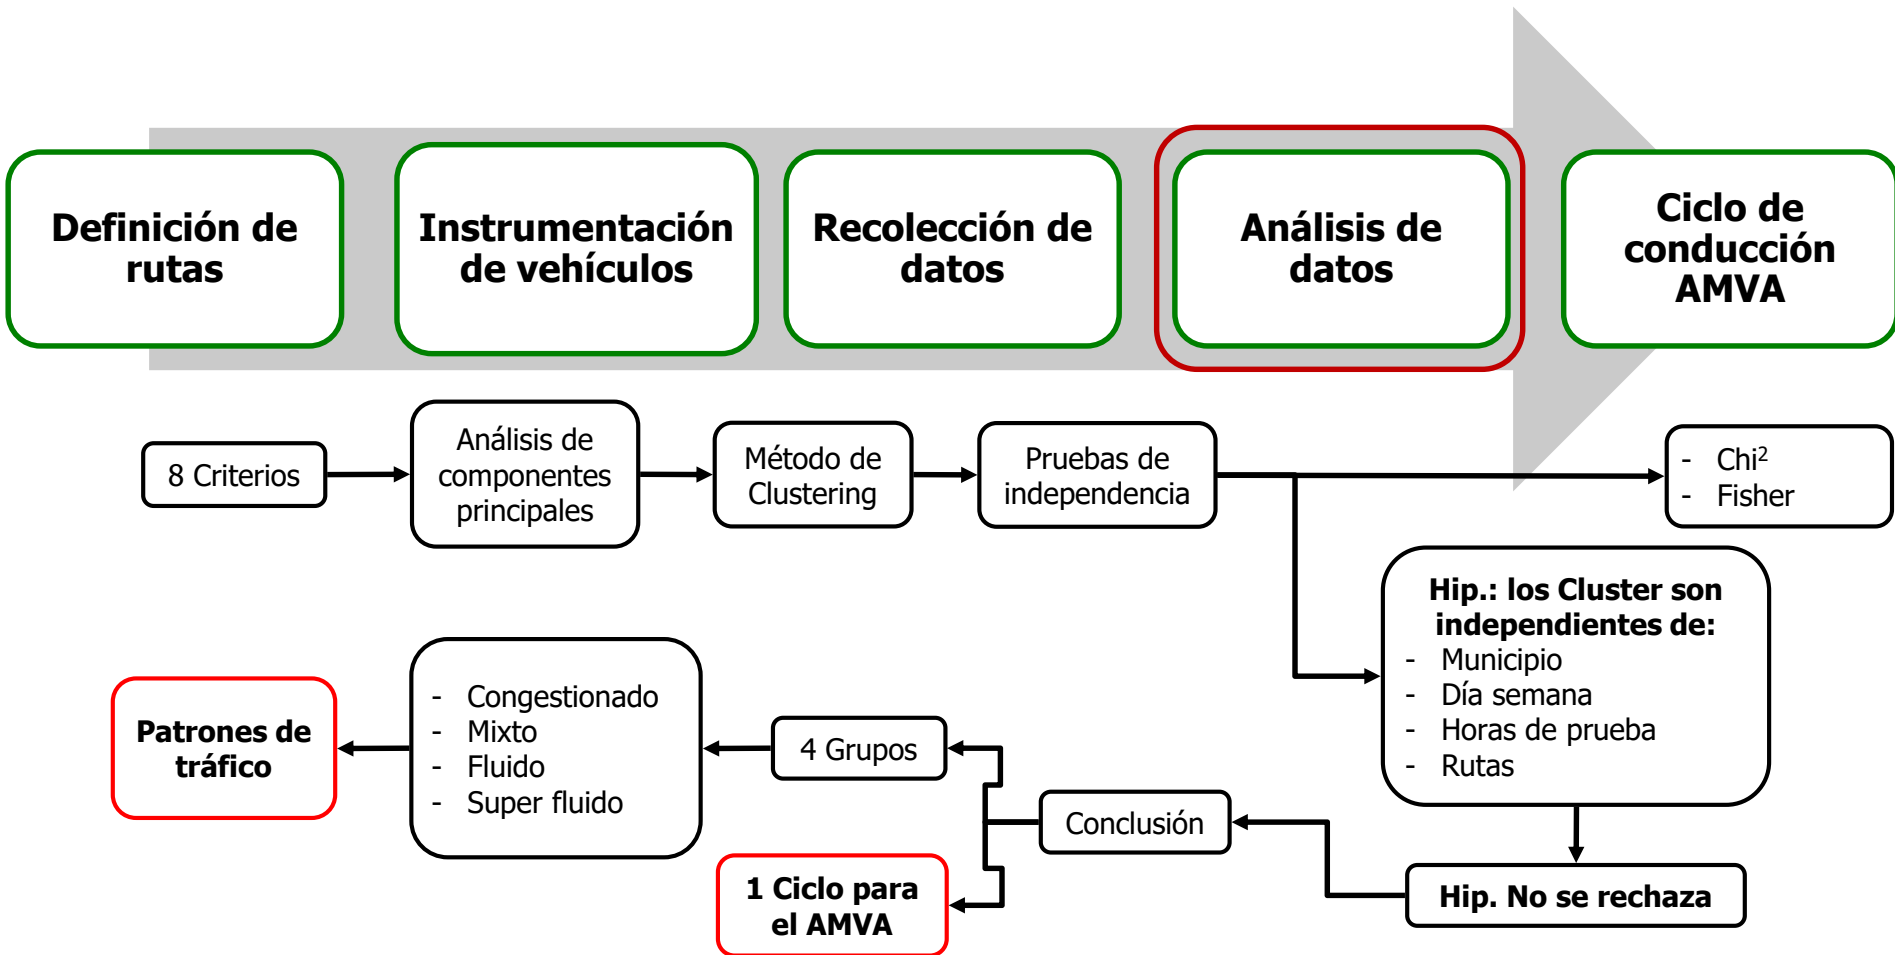 Definición de
rutas
Instrumentación
de vehículos
Recolección de
datos
Análisis de
datos
Ciclo de
conducción
AMVA
8 Criterios
Análisis de
componentes
principales
Método de
Clustering
Pruebas de
independencia
- Chi²
- Fisher
Hip.: los Cluster son
independientes de:
- Municipio
- Día semana
- Horas de prueba
- Rutas
Hip. No se rechaza
Conclusión
4 Grupos
1 Ciclo para
el AMVA
- Congestionado
- Mixto
- Fluido
- Super fluido
Patrones de
tráfico